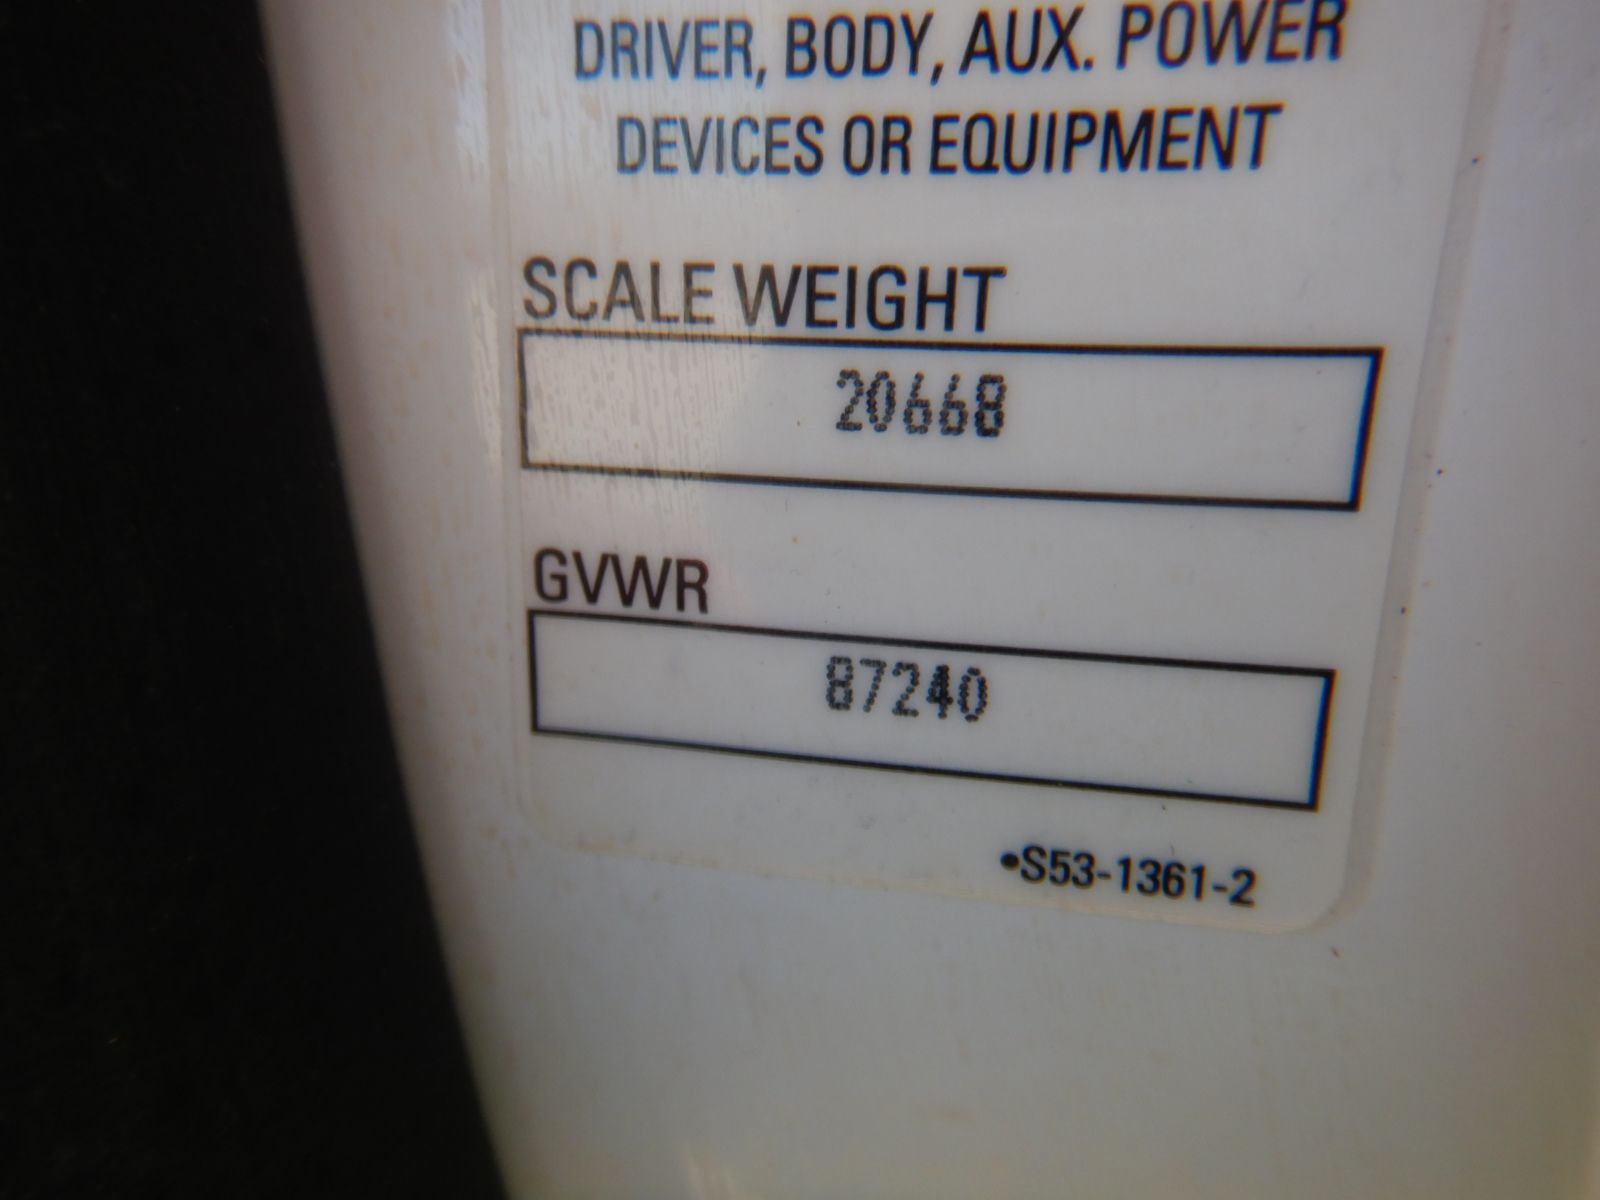 DRIVER, BODY, AUX. POWER
DEVICES OR EQUIPMENT
SCALE WEIGHT
20668
GVWR
87240
•S53-1361-2